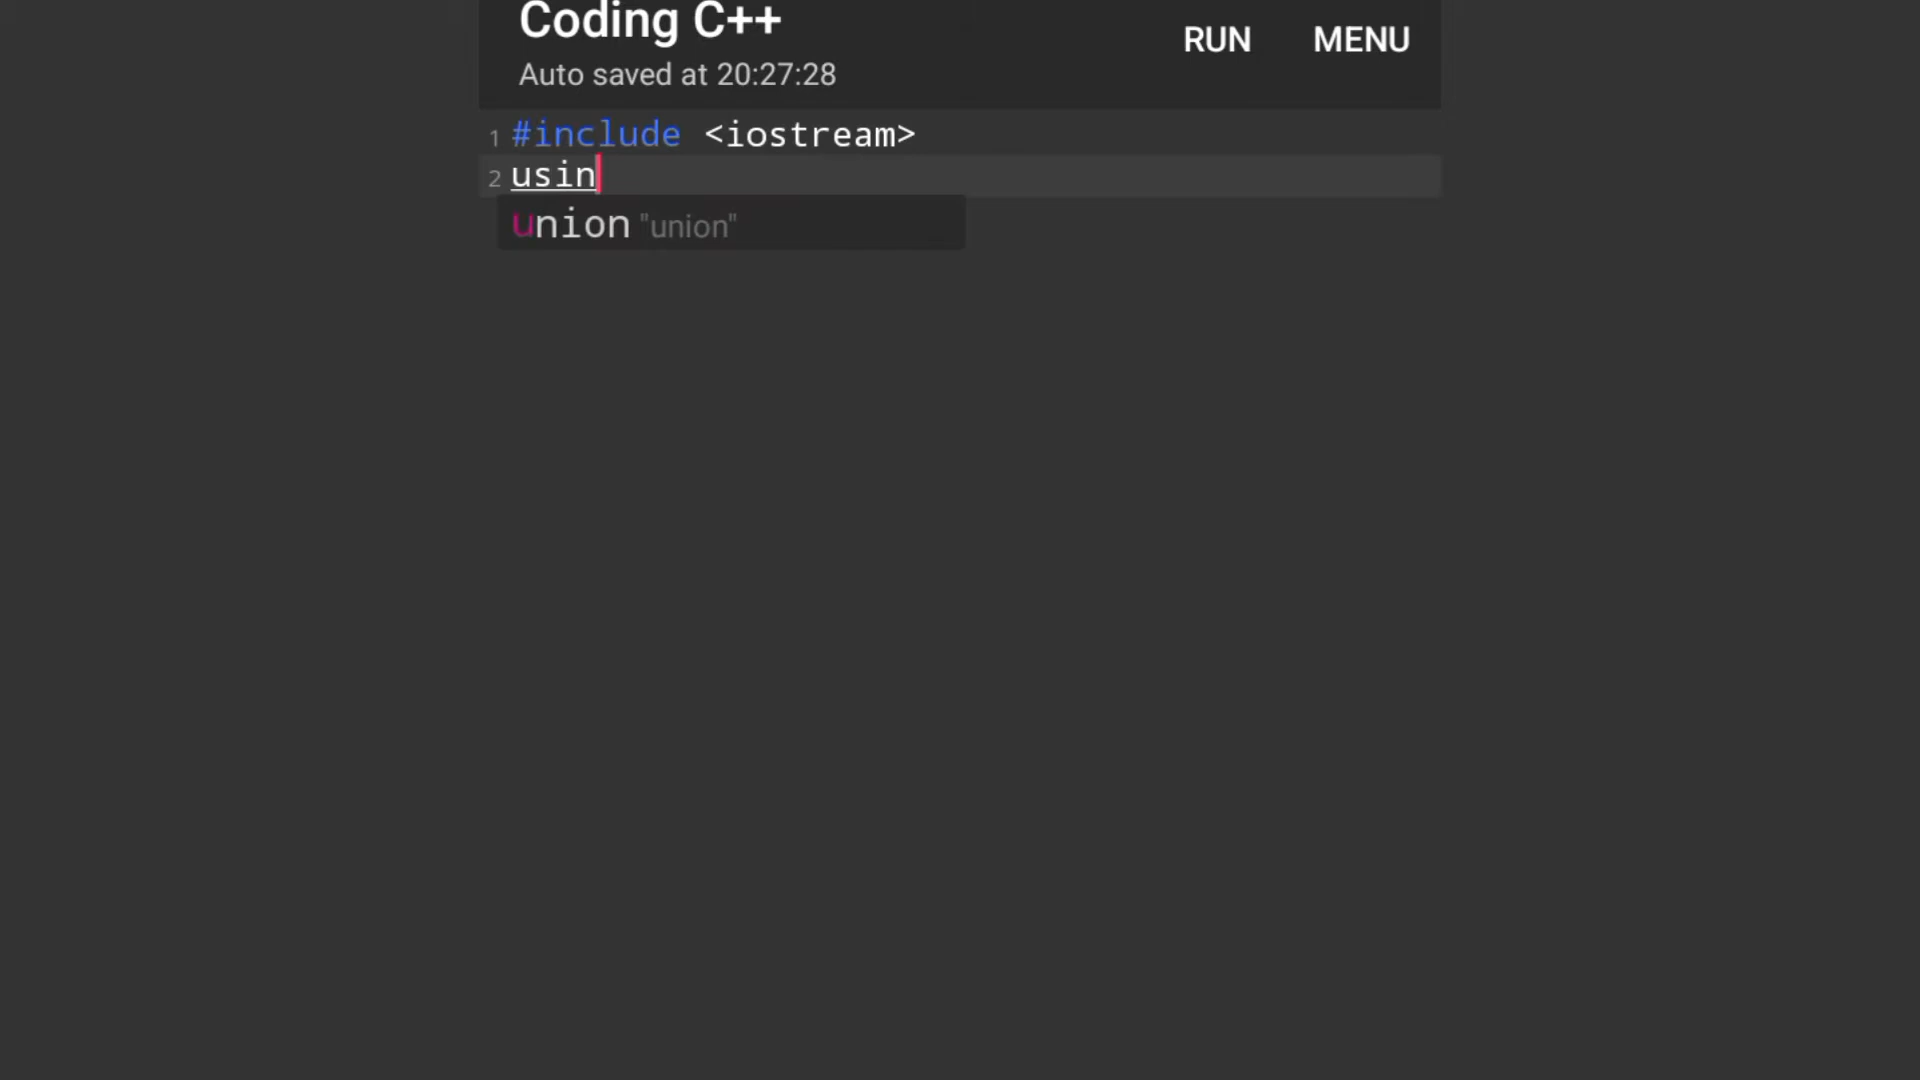 Coding C++
RUN MENU
Auto saved at 20:27:28
1 #include <iostream>
2 usin
union "union"